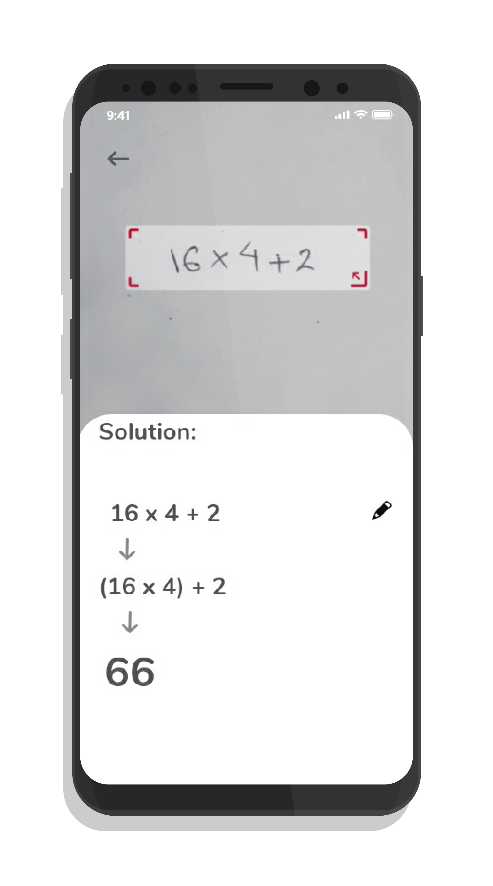 9:41
16 x 4 + 2
Solution:
16 x 4 + 2
(16 x 4) + 2
66